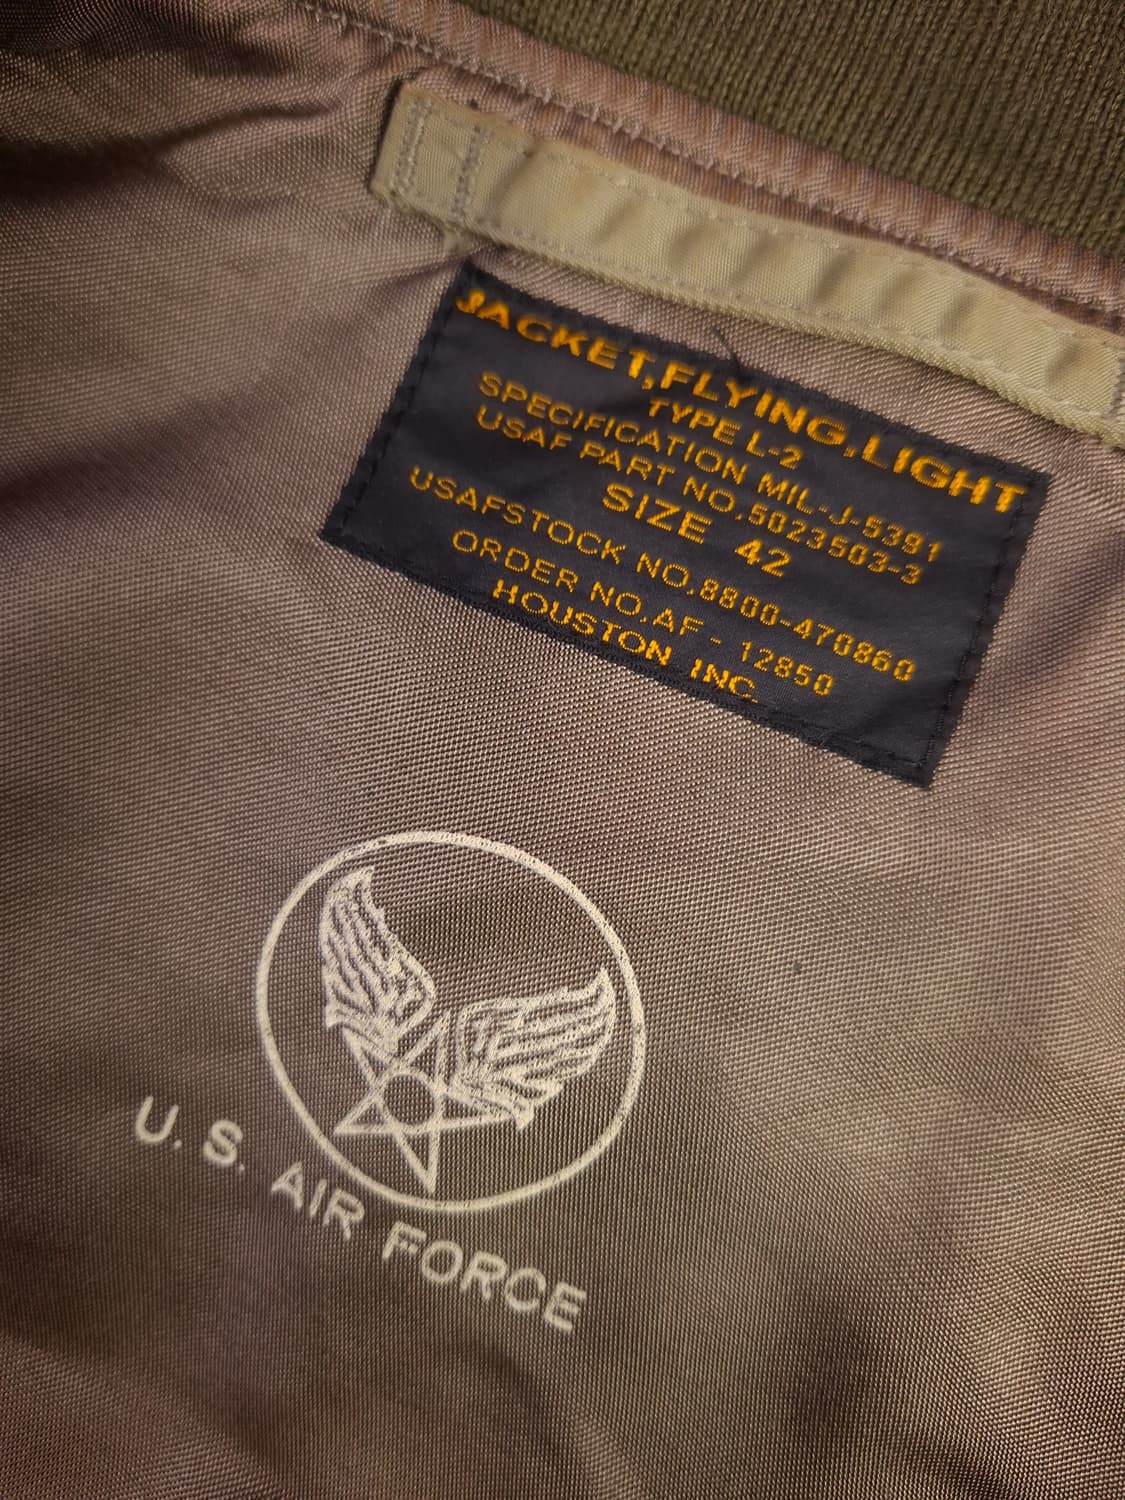 JACKET,FLYING,LIGHT
TYPE L-2
SPECIFICATION MIL-J-5391
USAF PART NO.5023503-3
SIZE 42
USAFSTOCK NO.8800-470860
ORDER NO.AF - 12850
HOUSTON INC.
U.S. AIR FORCE